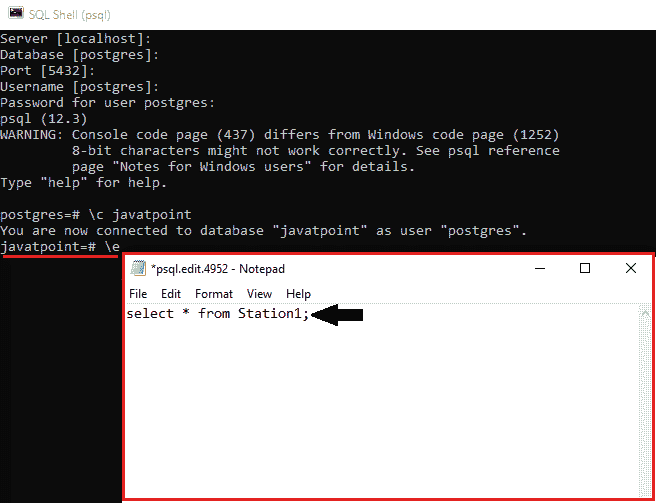 SQL Shell (psql)
Server [localhost]:
Database [postgres]:
Port [5432]:
Username [postgres]:
Password for user postgres:
psql (12.3)
WARNING: Console code page (437) differs from Windows code page (1252)
         8-bit characters might not work correctly. See psql reference
         page "Notes for Windows users" for details.
Type "help" for help.

postgres=# \c javatpoint
You are now connected to database "javatpoint" as user "postgres".
javatpoint=# \e
*psql.edit.4952 - Notepad
File Edit Format View Help
select * from Station1;